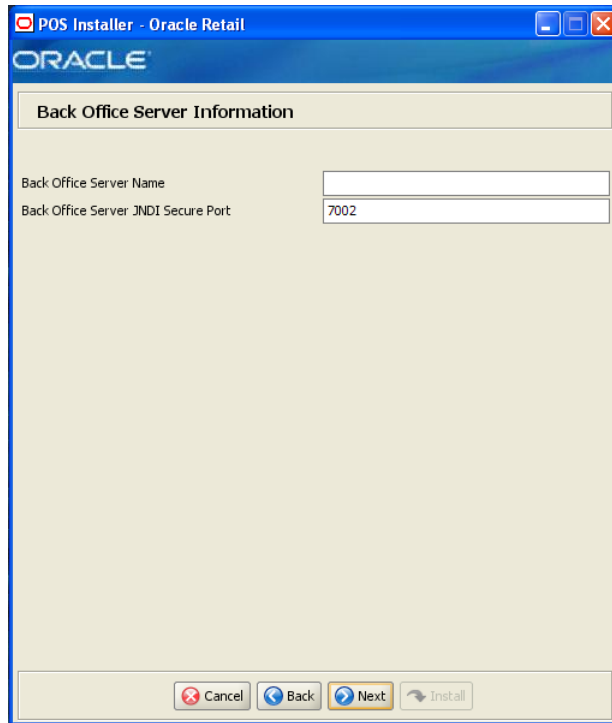 POS Installer - Oracle Retail
ORACLE
Back Office Server Information
Back Office Server Name
Back Office Server JNDI Secure Port 7002
Cancel Back Next Install